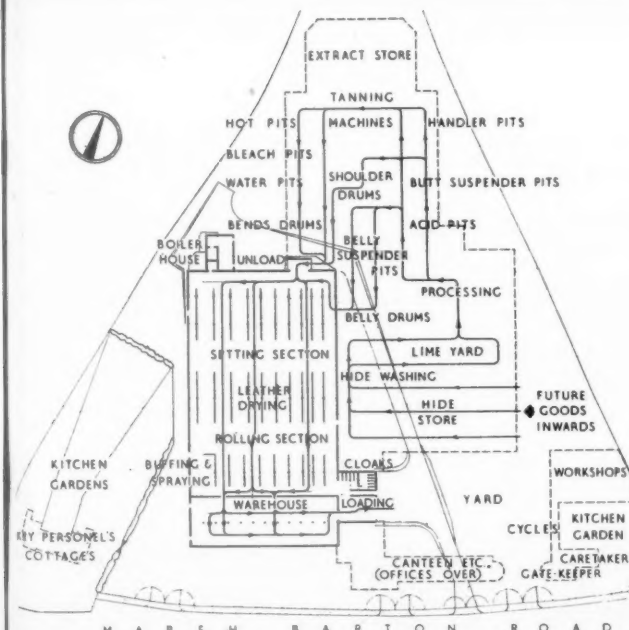 EXTRACT STORE
TANNING
HOT PITS
MACHINES
HANDLER PITS
BLEACH PITS
WATER PITS
SHOULDER
DRUMS
BUTT SUSPENDER PITS
BENDS DRUMS
ACID PITS
BOILER
HOUSE
UNLOAD
BELLY
SUSPENDER
PITS
PROCESSING
BELLY DRUMS
SETTING SECTION
LIME YARD
HIDE WASHING
LEATHER
DRYING
HIDE
STORE
FUTURE
GOODS
INWARDS
ROLLING SECTION
KITCHEN
GARDENS
BUFFING &
SPRAYING
CLOAKS
WORKSHOPS
WAREHOUSE
LOADING
YARD
CYCLES
KITCHEN
GARDEN
KEY PERSONEL'S
COTTAGES
CANTEEN ETC.
(OFFICES OVER)
CARETAKER
GATE-KEEPER
MARSH BARTON ROAD